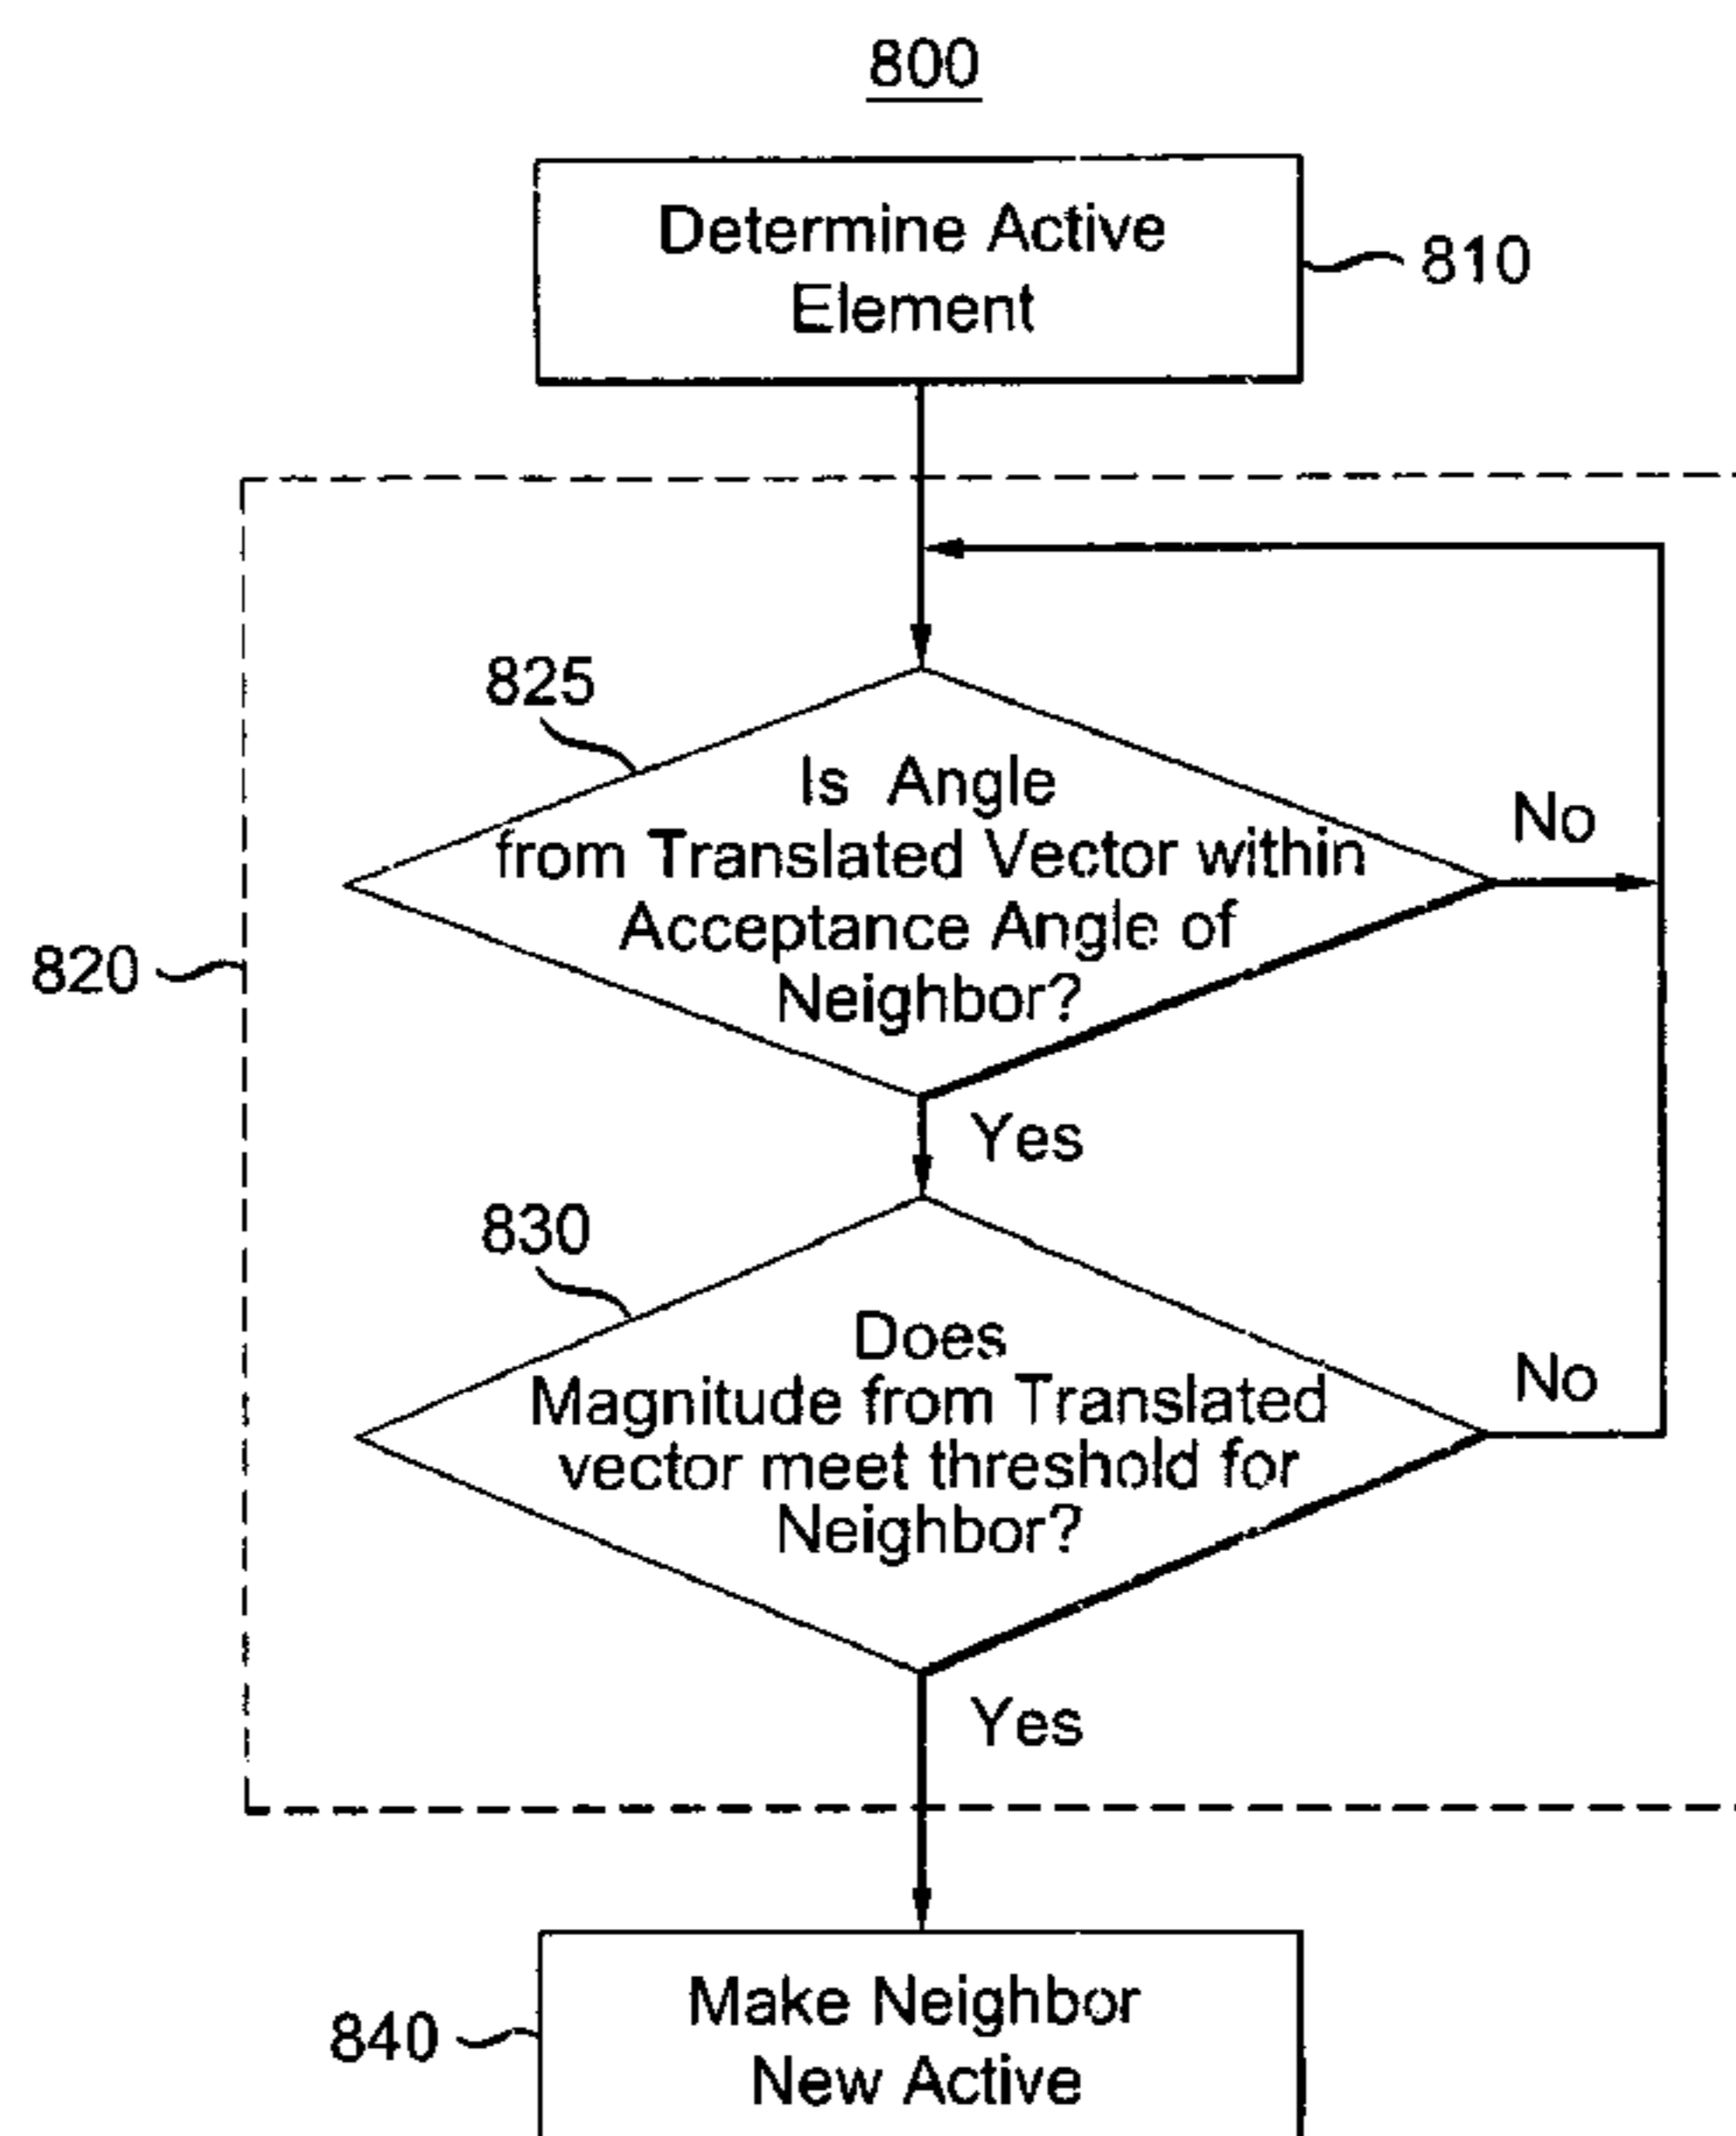 800
Determine Active
Element
810
825
Is Angle
from Translated Vector within
Acceptance Angle of
Neighbor?
No
820
Yes
830
Does
Magnitude from Translated
vector meet threshold for
Neighbor?
No
Yes
840
Make Neighbor
New Active